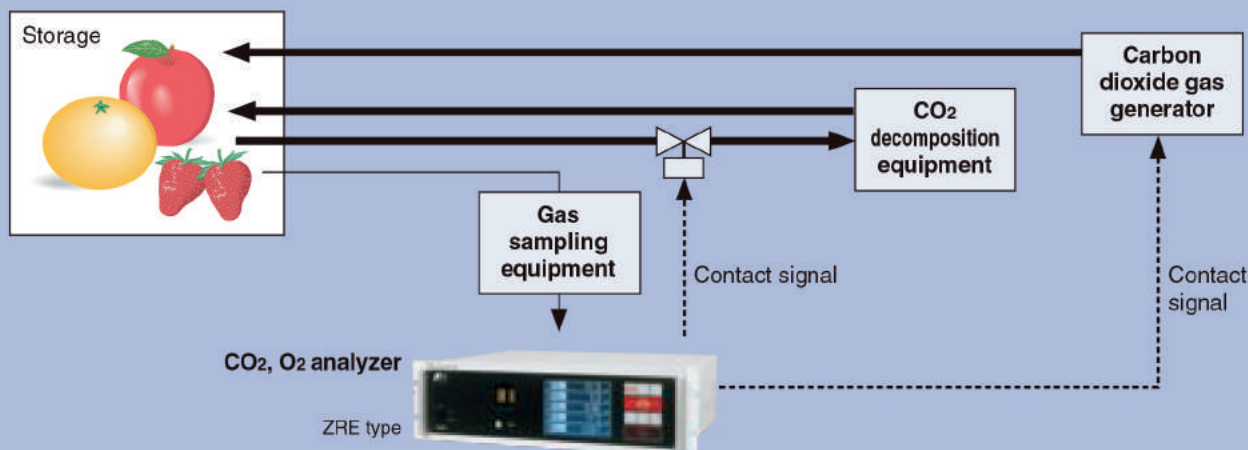 Storage
Carbon
dioxide gas
generator
CO2
decomposition
equipment
Gas
sampling
equipment
Contact signal
Contact
signal
CO2, O2 analyzer
ZRE type